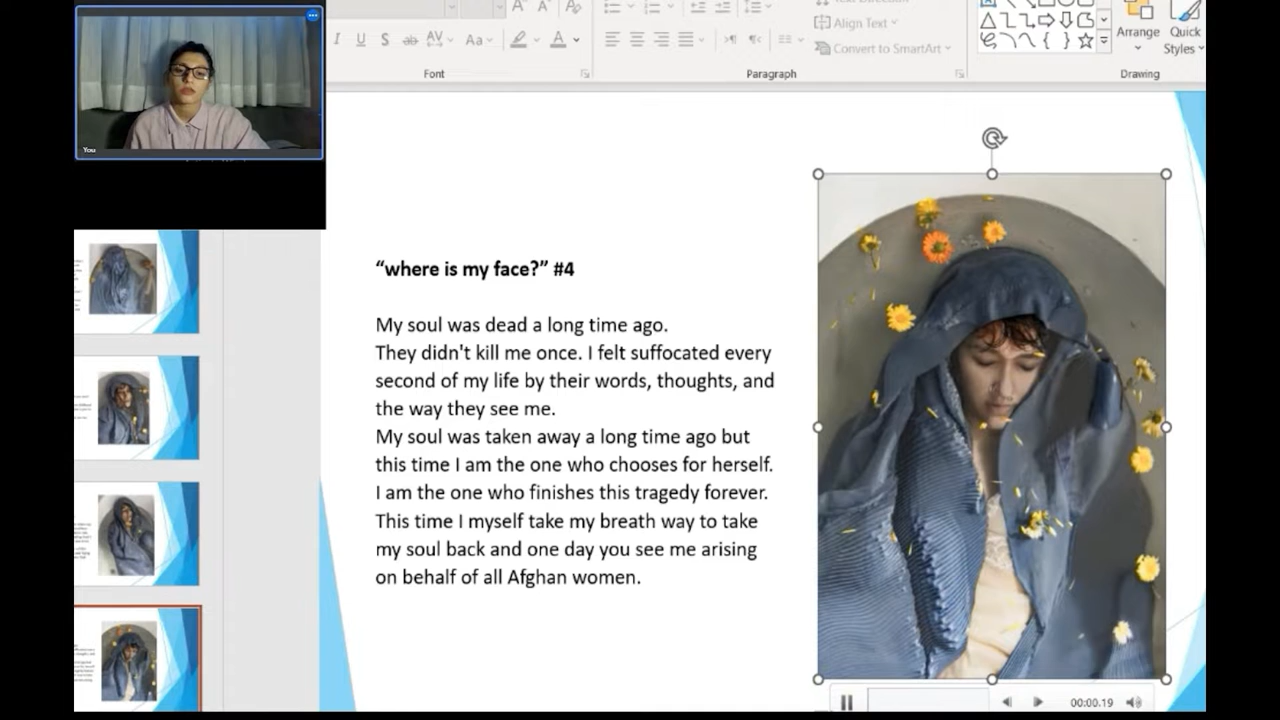 You
Text Direction
Align Text
Convert to SmartArt
I U S ab AV Aa A
Arrange
Quick
Styles
Font
Paragraph
Drawing
“where is my face?” #4
My soul was dead a long time ago.
They didn't kill me once. I felt suffocated every
second of my life by their words, thoughts, and
the way they see me.
My soul was taken away a long time ago but
this time I am the one who chooses for herself.
I am the one who finishes this tragedy forever.
This time I myself take my breath way to take
my soul back and one day you see me arising
on behalf of all Afghan women.
00:00.19